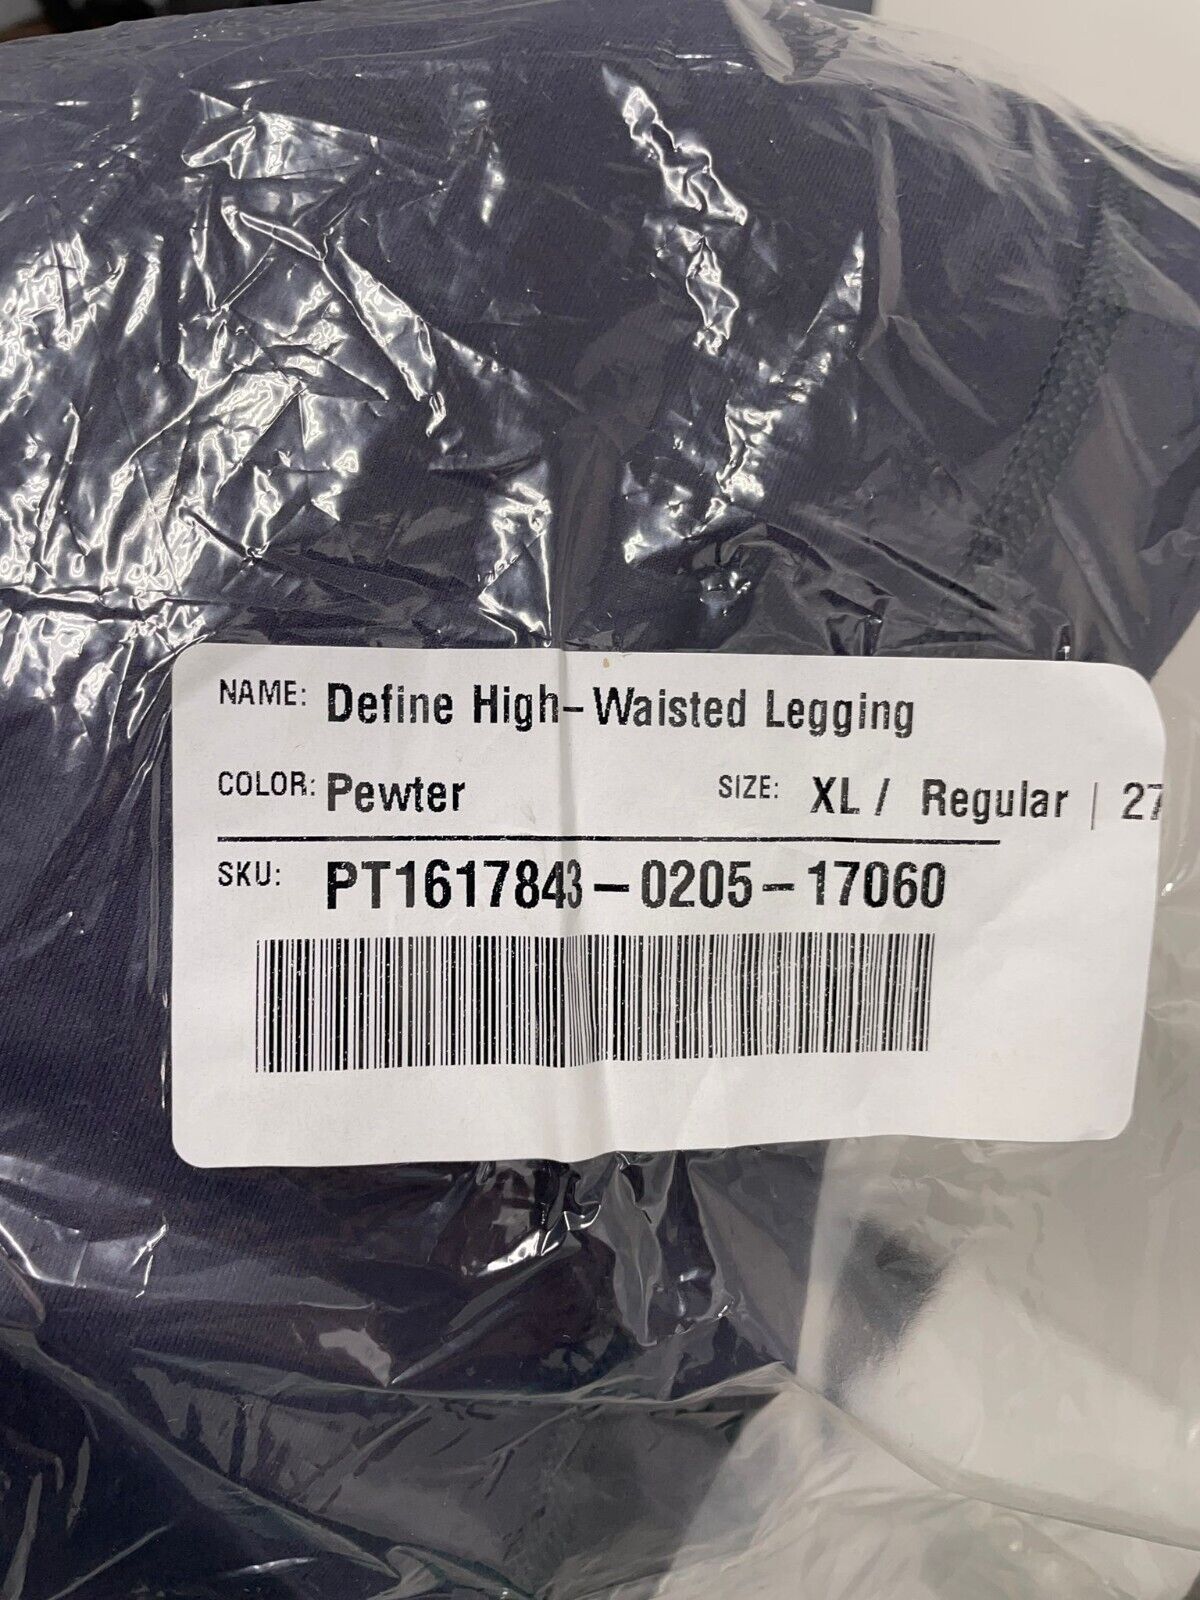 NAME: Define High-Waisted Legging
COLOR: Pewter SIZE: XL / Regular | 27
SKU: PT1617843-0205-17060